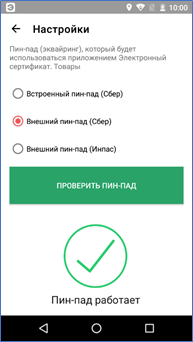 10:00
Настройки
Пин-пад (эквайринг), который будет
использоваться приложением Электронный
сертификат. Товары
Встроенный пин-пад (Сбер)
Внешний пин-пад (Сбер)
Внешний пин-пад (Инпас)
ПРОВЕРИТЬ ПИН-ПАД
Пин-пад работает